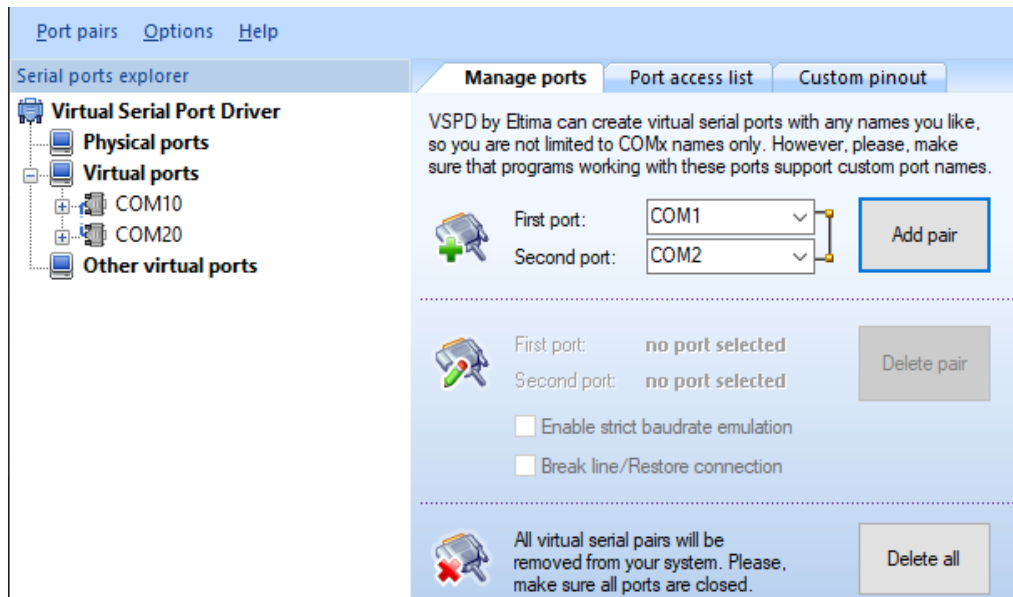 Port pairs Options Help
Serial ports explorer
Virtual Serial Port Driver
Physical ports
Virtual ports
COM10
COM20
Other virtual ports
Manage ports Port access list Custom pinout
VSPD by Eltima can create virtual serial ports with any names you like,
so you are not limited to COMx names only. However, please, make
sure that programs working with these ports support custom port names.
First port: COM1
Second port: COM2
Add pair
First port: no port selected
Second port: no port selected
Delete pair
Enable strict baudrate emulation
Break line/Restore connection
All virtual serial pairs will be
removed from your system. Please,
make sure all ports are closed.
Delete all